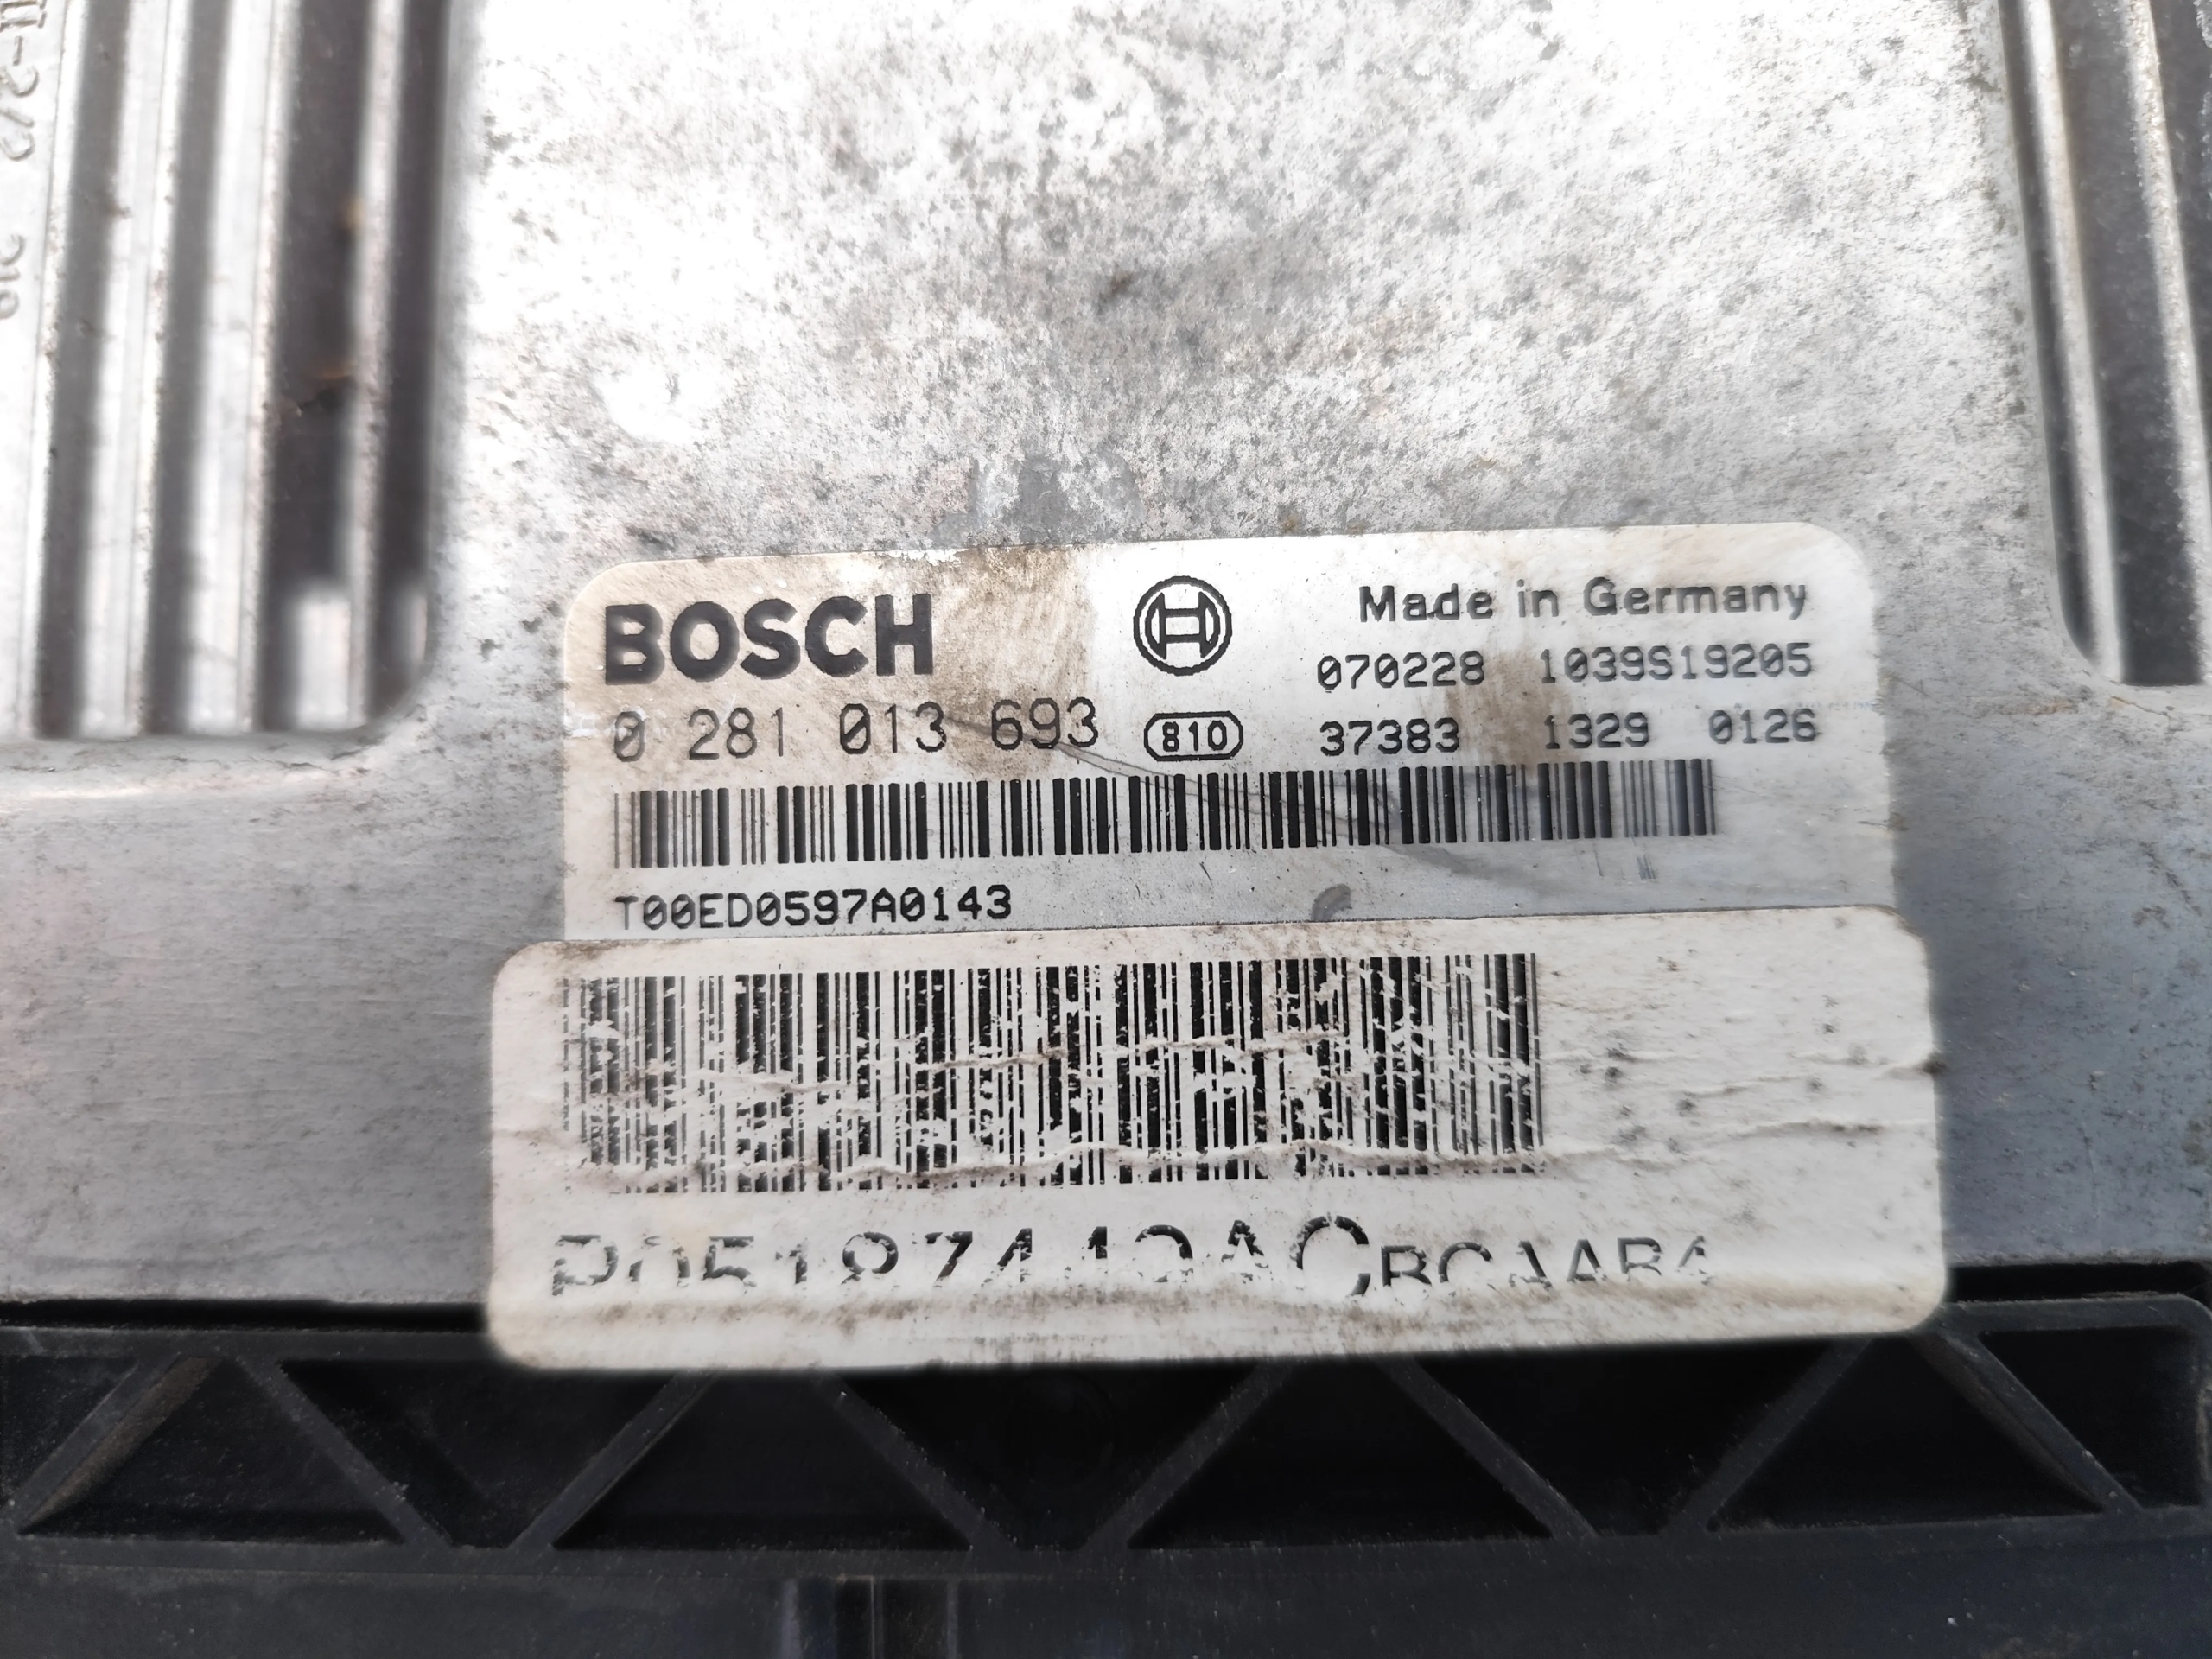 BOSCH
Made in Germany
070228 1039S19205
0 281 013 693 810 37383 1329 0126
T00ED0597A0143